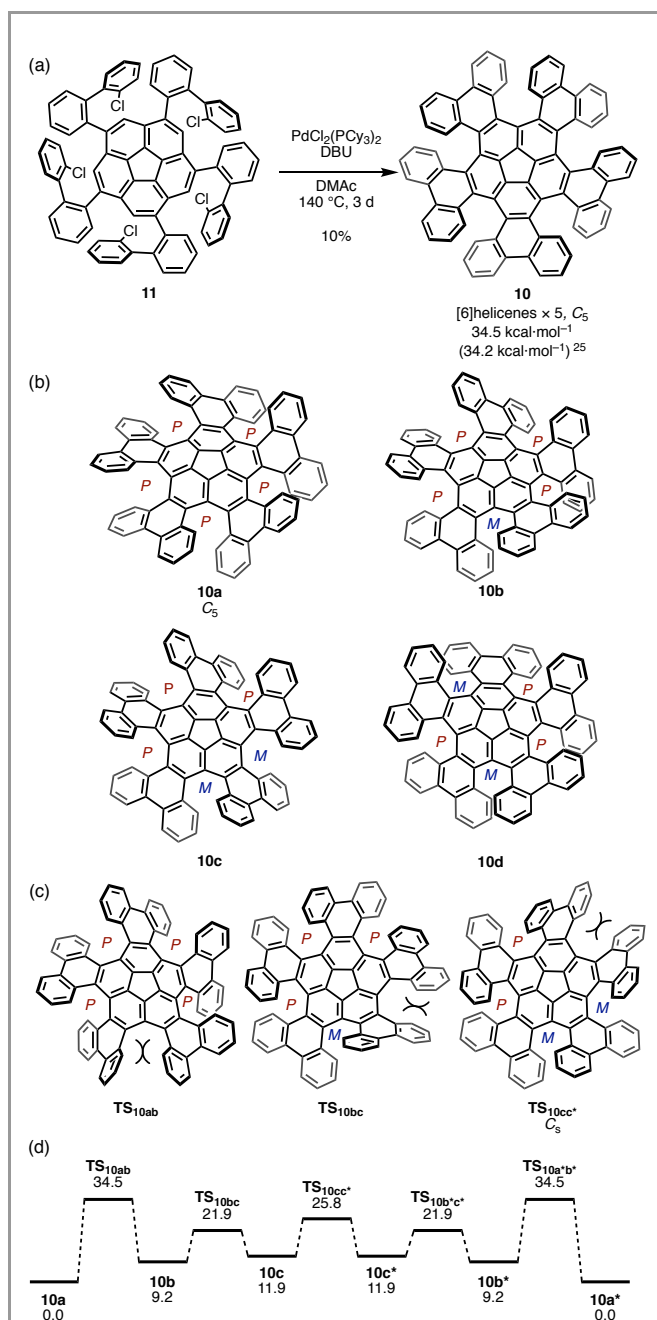 (a)
Cl
Cl
Cl
Cl
Cl
11
PdCl2(PCy3)2
DBU
DMAc
140 °C, 3 d
10%
10
[6]helicenes × 5, C5
34.5 kcal·mol–1
(34.2 kcal·mol–1) 25
(b)
P P
P P
P
10a
C5
P P
P P
M
10b
P P
P M
M
10c
M P
P P
M
10d
(c)
P P
P P
TS10ab
P P
P
M
TS10bc
P
P M
M
TS10cc*
Cs
(d)
TS10ab
34.5
TS10bc
21.9
TS10cc*
25.8
TS10b*c*
21.9
TS10a*b*
34.5
10a
0.0
10b
9.2
10c
11.9
10c*
11.9
10b*
9.2
10a*
0.0